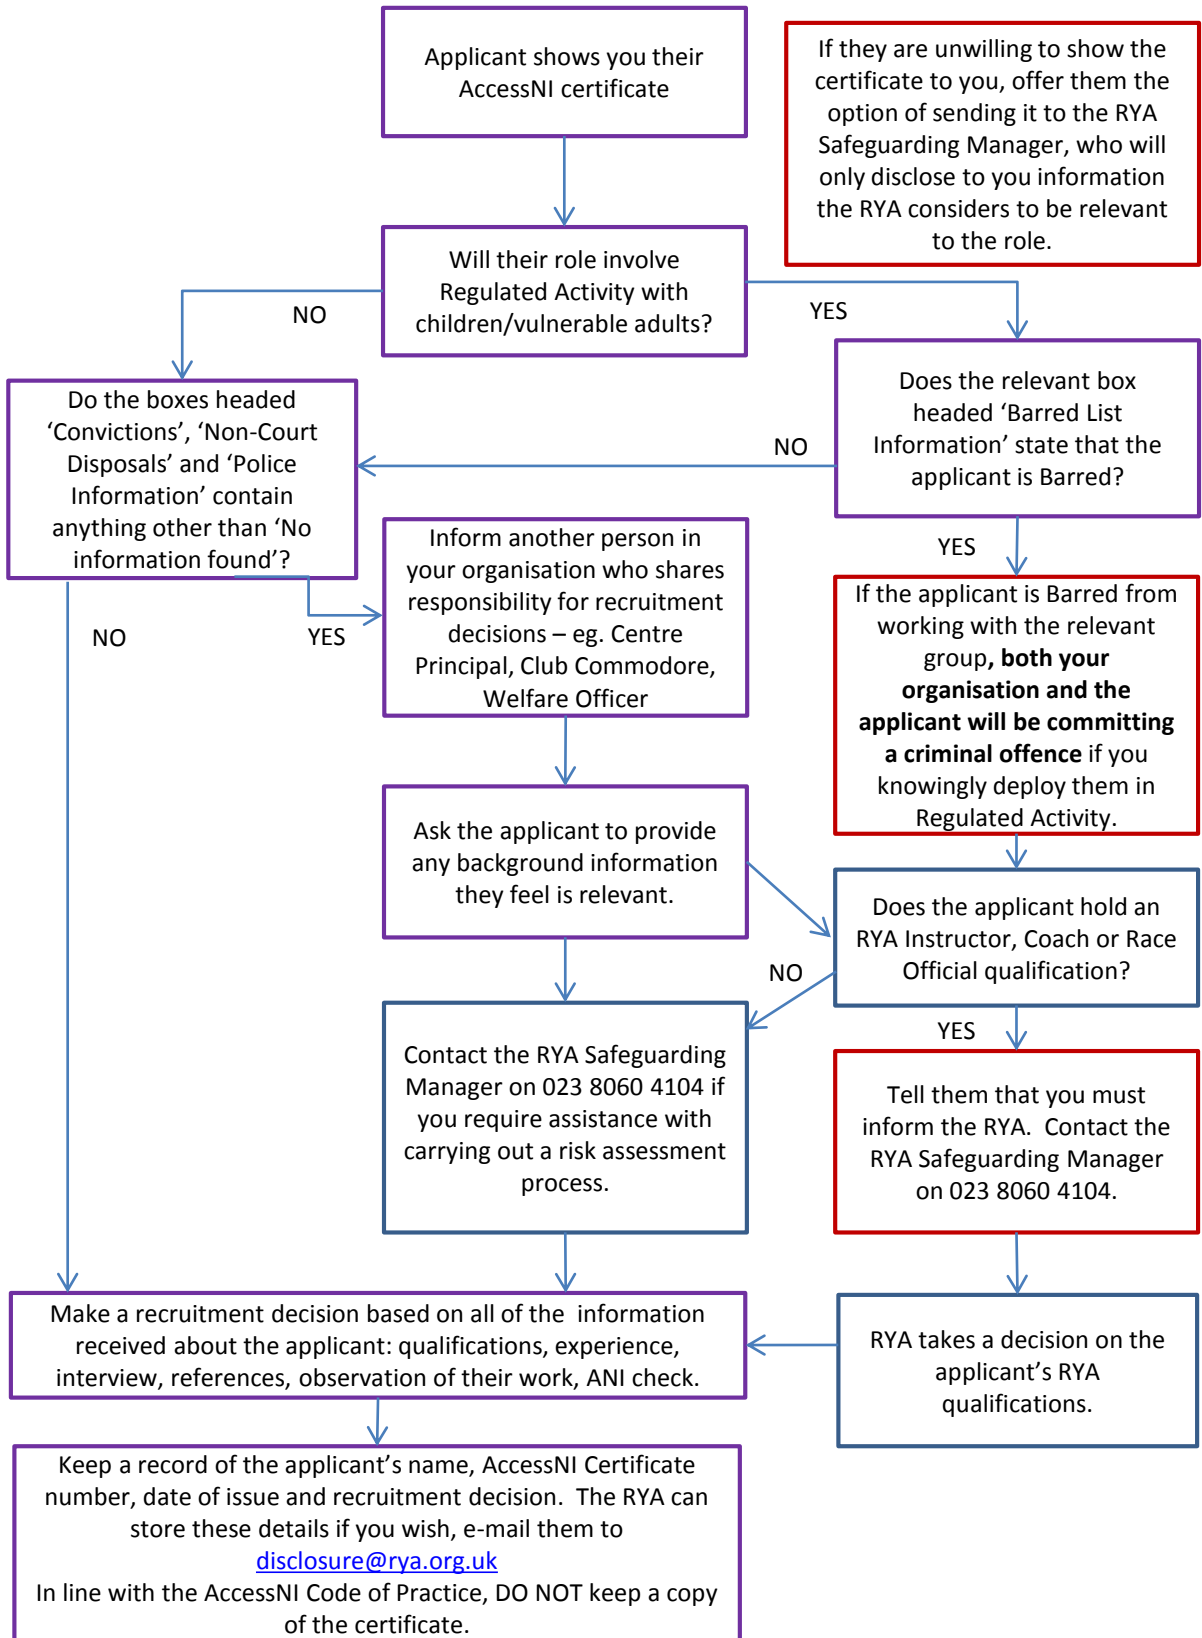 Applicant shows you their
AccessNI certificate
If they are unwilling to show the
certificate to you, offer them the
option of sending it to the RYA
Safeguarding Manager, who will
only disclose to you information
the RYA considers to be relevant
to the role.
Will their role involve
Regulated Activity with
children/vulnerable adults?
NO
YES
Do the boxes headed
‘Convictions’, ‘Non-Court
Disposals’ and ‘Police
Information’ contain
anything other than ‘No
information found’?
Does the relevant box
headed ‘Barred List
Information’ state that the
applicant is Barred?
NO
YES
NO
YES
Inform another person in
your organisation who shares
responsibility for recruitment
decisions – eg. Centre
Principal, Club Commodore,
Welfare Officer
If the applicant is Barred from
working with the relevant
group, both your
organisation and the
applicant will be committing
a criminal offence if you
knowingly deploy them in
Regulated Activity.
Ask the applicant to provide
any background information
they feel is relevant.
Does the applicant hold an
RYA Instructor, Coach or Race
Official qualification?
NO
YES
Contact the RYA Safeguarding
Manager on 023 8060 4104 if
you require assistance with
carrying out a risk assessment
process.
Tell them that you must
inform the RYA.  Contact the
RYA Safeguarding Manager
on 023 8060 4104.
Make a recruitment decision based on all of the  information
received about the applicant: qualifications, experience,
interview, references, observation of their work, ANI check.
RYA takes a decision on the
applicant’s RYA
qualifications.
Keep a record of the applicant’s name, AccessNI Certificate
number, date of issue and recruitment decision.  The RYA can
store these details if you wish, e-mail them to
disclosure@rya.org.uk
In line with the AccessNI Code of Practice, DO NOT keep a copy
of the certificate.